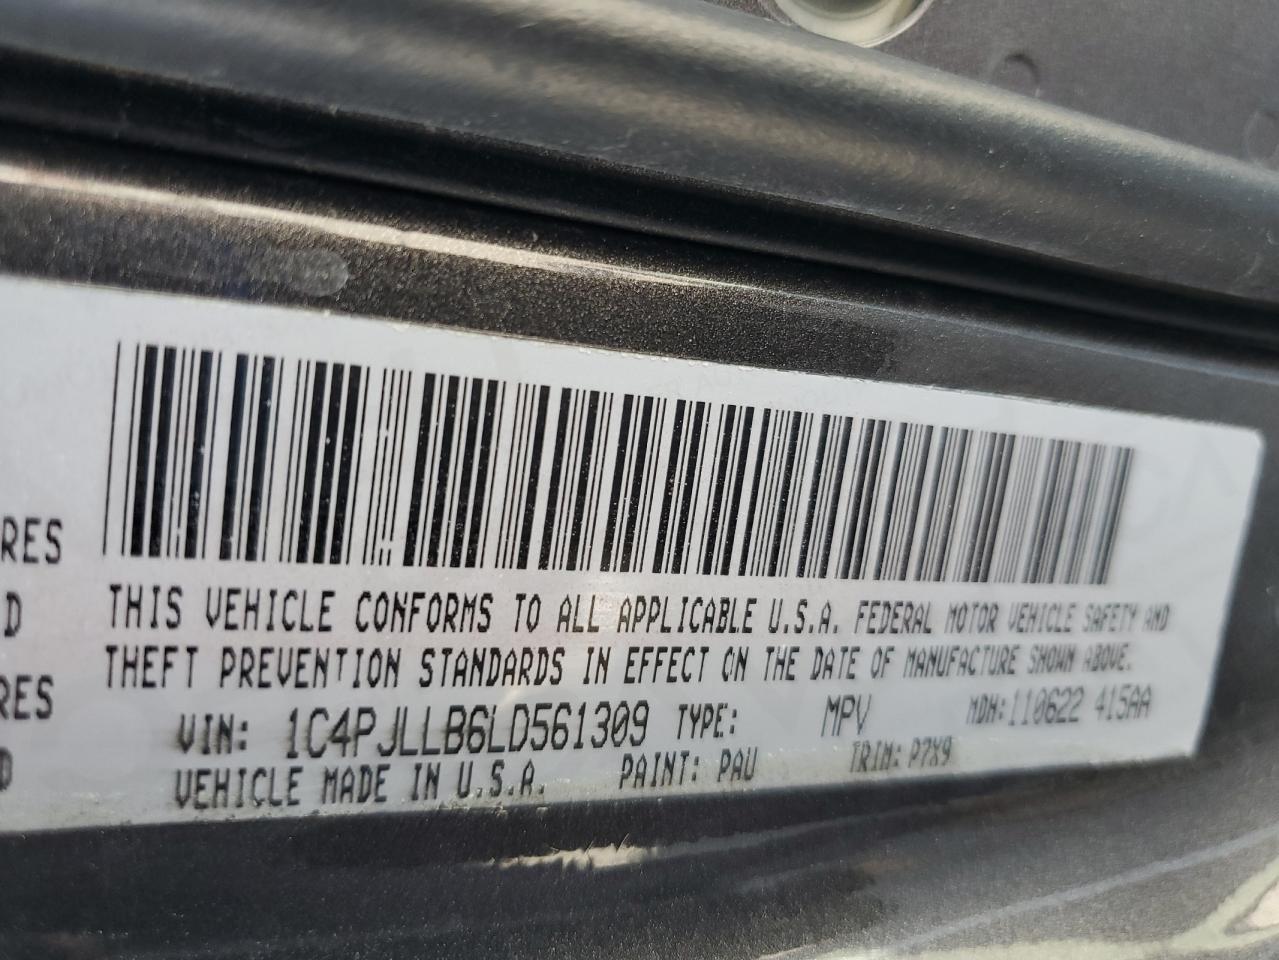 RES
D
RES
D
THIS VEHICLE CONFORMS TO ALL APPLICABLE U.S.A. FEDERAL MOTOR VEHICLE SAFETY AND
THEFT PREVENTION STANDARDS IN EFFECT ON THE DATE OF MANUFACTURE SHOWN ABOVE.
VIN: 1C4PJLLB6LD561309 TYPE: MPV MDH:110622 415AA
VEHICLE MADE IN U.S.A. PAINT: PAU TRIM: P7X9